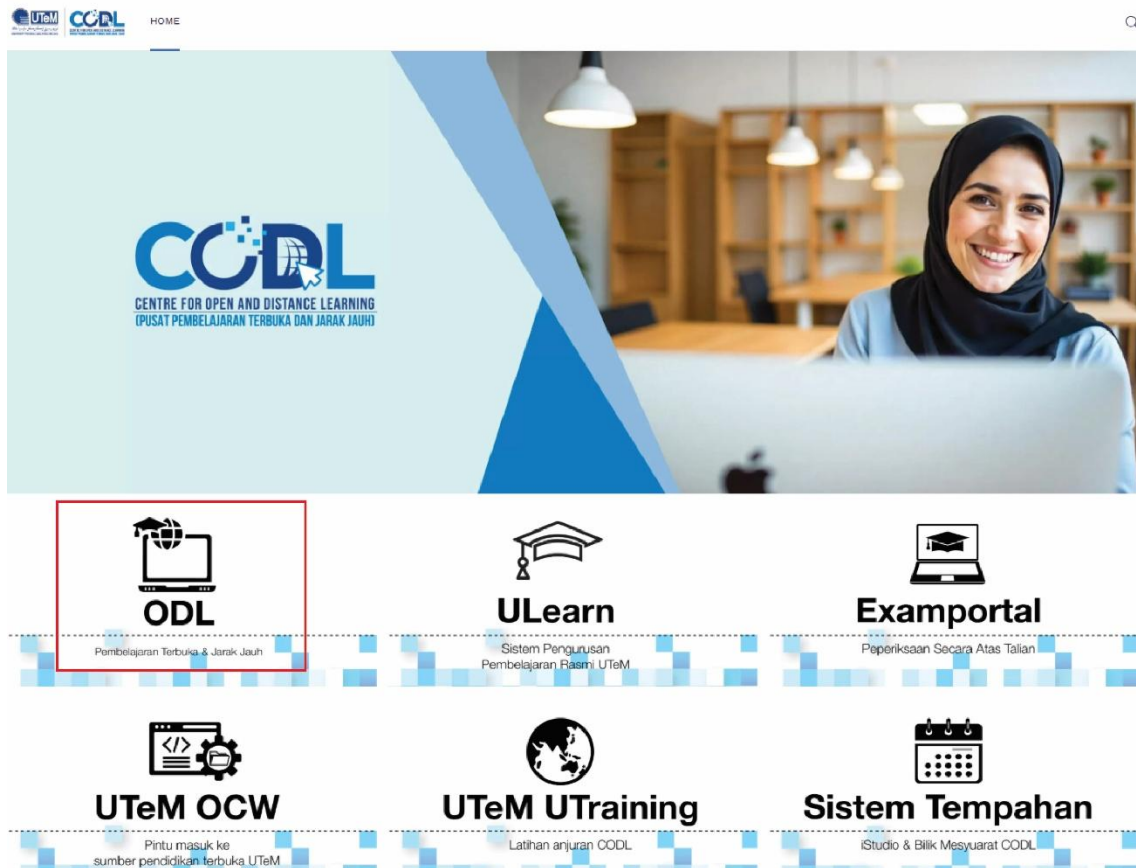 UTeM
CODL
HOME
CODL
CENTRE FOR OPEN AND DISTANCE LEARNING
(PUSAT PEMBELAJARAN TERBUKA DAN JARAK JAUH)
ODL
Pembelajaran Terbuka & Jarak Jauh
ULearn
Sistem Pengurusan
Pembelajaran Rasmi UTeM
Examportal
Peperiksaan Secara Atas Talian
UTeM OCW
Pintu masuk ke
sumber pendidikan terbuka UTeM
UTeM UTraining
Latihan anjuran CODL
Sistem Tempahan
iStudio & Bilik Mesyuarat CODL